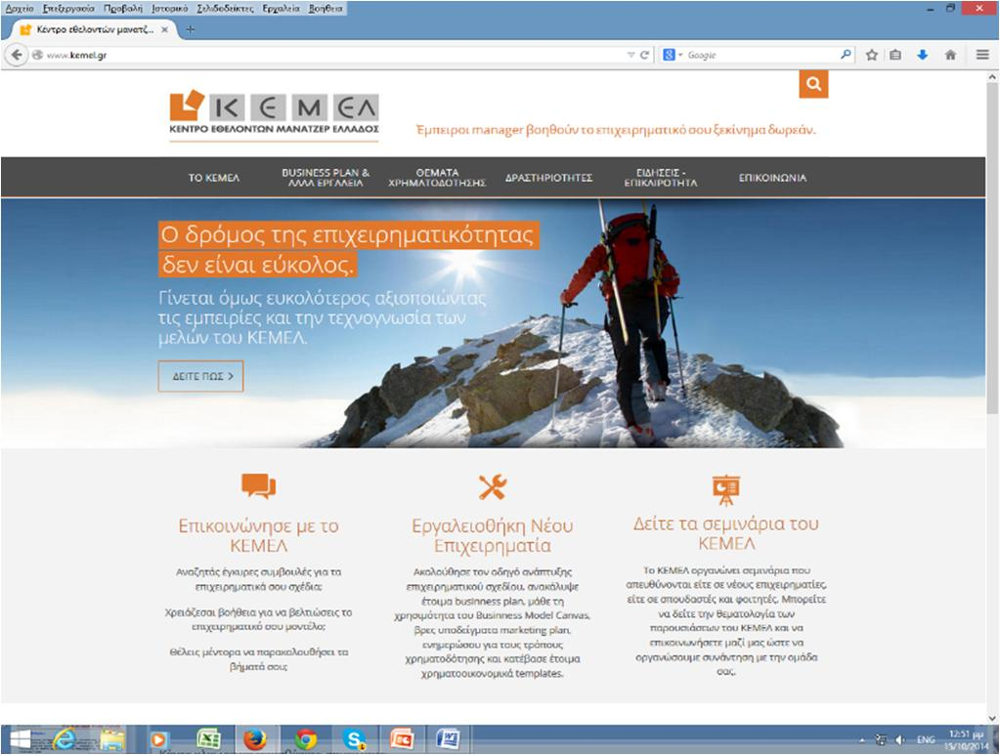 Αρχείο Επεξεργασία Προβολή Ιστορικό Σελιδοδείκτες Εργαλεία Βοήθεια
Κέντρο εθελοντών μανατζ...
www.kemel.gr
Google
ΚΕΜΕΛ
ΚΕΝΤΡΟ ΕΘΕΛΟΝΤΩΝ ΜΑΝΑΤΖΕΡ ΕΛΛΑΔΟΣ
Έμπειροι manager βοηθούν το επιχειρηματικό σου ξεκίνημα δωρεάν.
ΤΟ ΚΕΜΕΛ
BUSINESS PLAN &
ΑΛΛΑ ΕΡΓΑΛΕΙΑ
ΘΕΜΑΤΑ
ΧΡΗΜΑΤΟΔΟΤΗΣΗΣ
ΔΡΑΣΤΗΡΙΟΤΗΤΕΣ
ΕΙΔΗΣΕΙΣ -
ΕΠΙΚΑΙΡΟΤΗΤΑ
ΕΠΙΚΟΙΝΩΝΙΑ
Ο δρόμος της επιχειρηματικότητας
δεν είναι εύκολος.
Γίνεται όμως ευκολότερος αξιοποιώντας
τις εμπειρίες και την τεχνογνωσία των
μελών του ΚΕΜΕΛ.
ΔΕΙΤΕ ΠΩΣ
Επικοινώνησε με το
ΚΕΜΕΛ
Αναζητάς έγκυρες συμβουλές για τα
επιχειρηματικά σου σχέδια;
Χρειάζεσαι βοήθεια για να βελτιώσεις το
επιχειρηματικό σου μοντέλο;
Θέλεις μέντορα να παρακολουθήσει τα
βήματά σου;
Εργαλειοθήκη Νέου
Επιχειρηματία
Ακολούθησε τον οδηγό ανάπτυξης
επιχειρηματικού σχεδίου, ανακάλυψε
έτοιμα businness plan, μάθε τη
χρησιμότητα του Businness Model Canvas,
βρες υποδείγματα marketing plan,
ενημερώσου για τους τρόπους
χρηματοδότησης και κατέβασε έτοιμα
χρηματοοικονομικά templates.
Δείτε τα σεμινάρια του
ΚΕΜΕΛ
Το ΚΕΜΕΛ οργανώνει σεμινάρια που
απευθύνονται είτε σε νέους επιχειρηματίες,
είτε σε σπουδαστές και φοιτητές. Μπορείτε
να δείτε την θεματολογία των
παρουσιάσεων του ΚΕΜΕΛ και να
επικοινωνήσετε μαζί μας ώστε να
οργανώσουμε συνάντηση με την ομάδα
σας.
ENG
12:51 μμ
15/10/2014